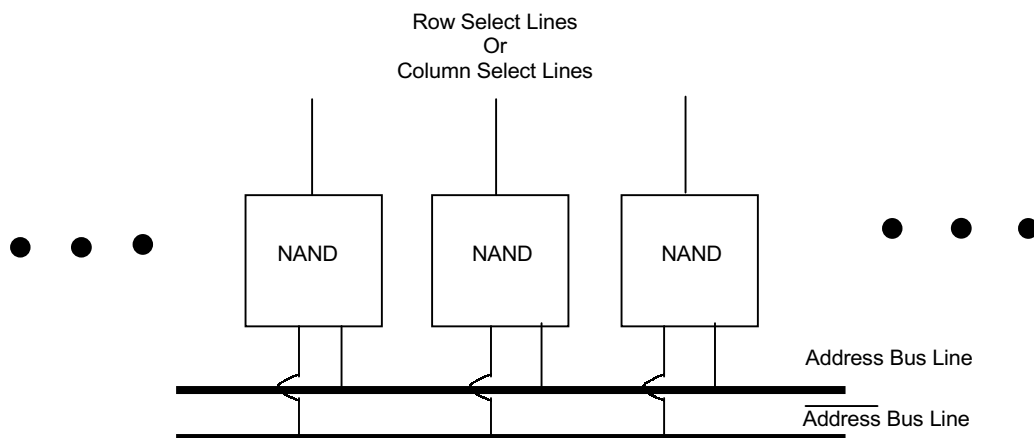 Row Select Lines
Or
Column Select Lines
NAND
NAND
NAND
Address Bus Line
Address Bus Line